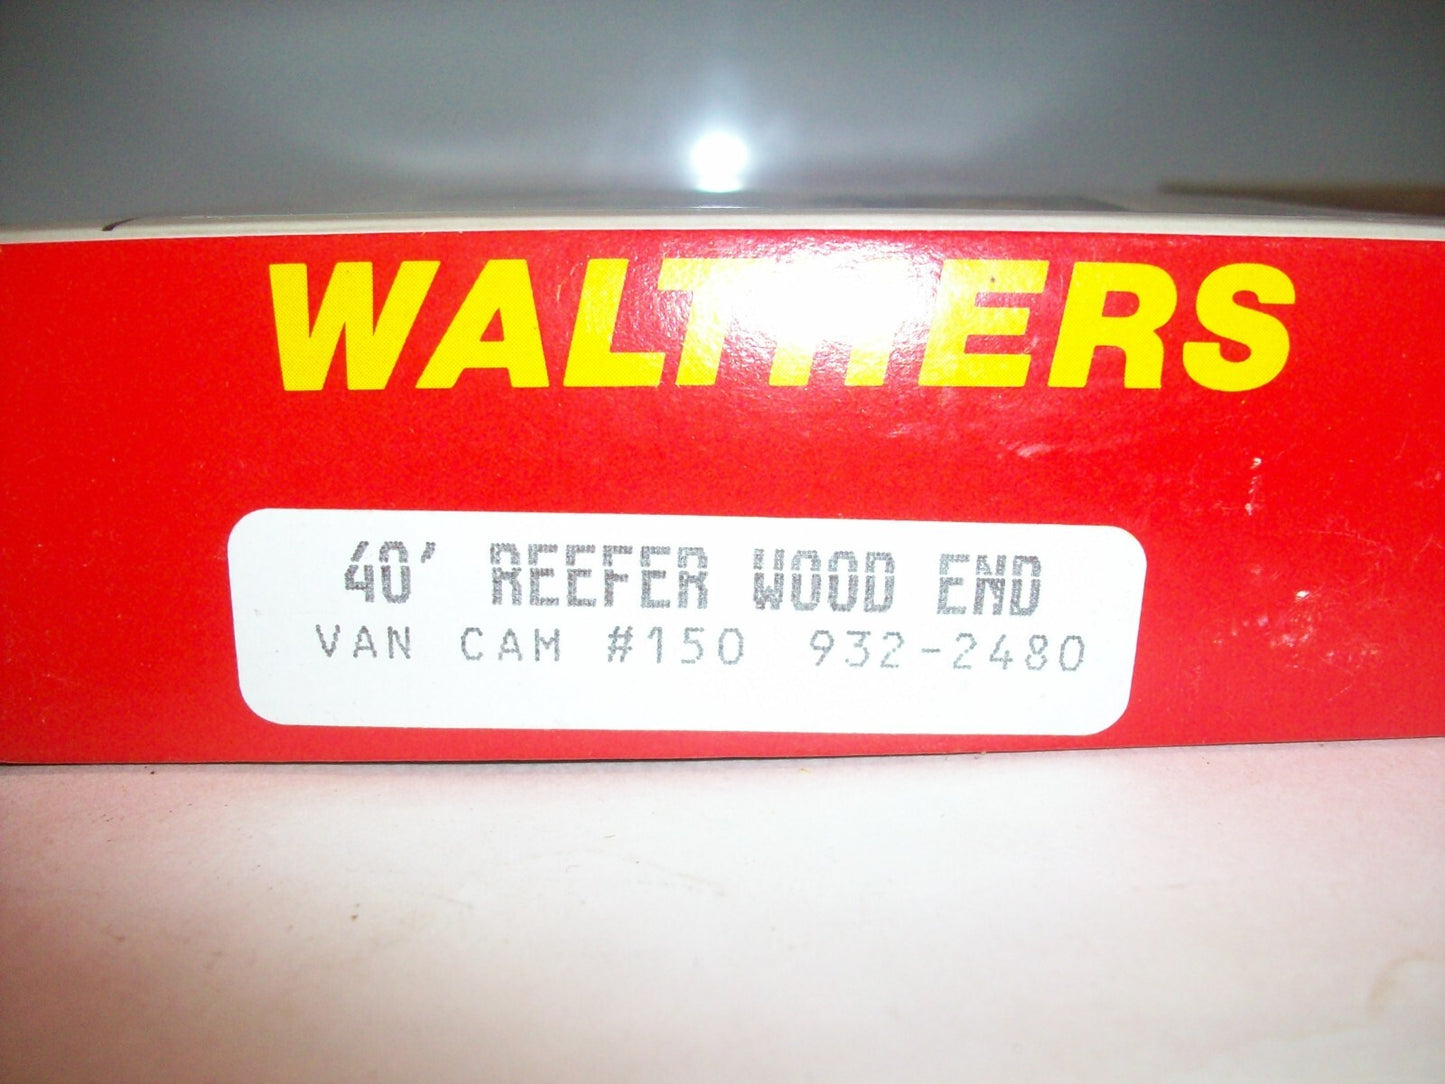 WALTHERS
40' REEFER WOOD END
VAN CAM #150 932-2480